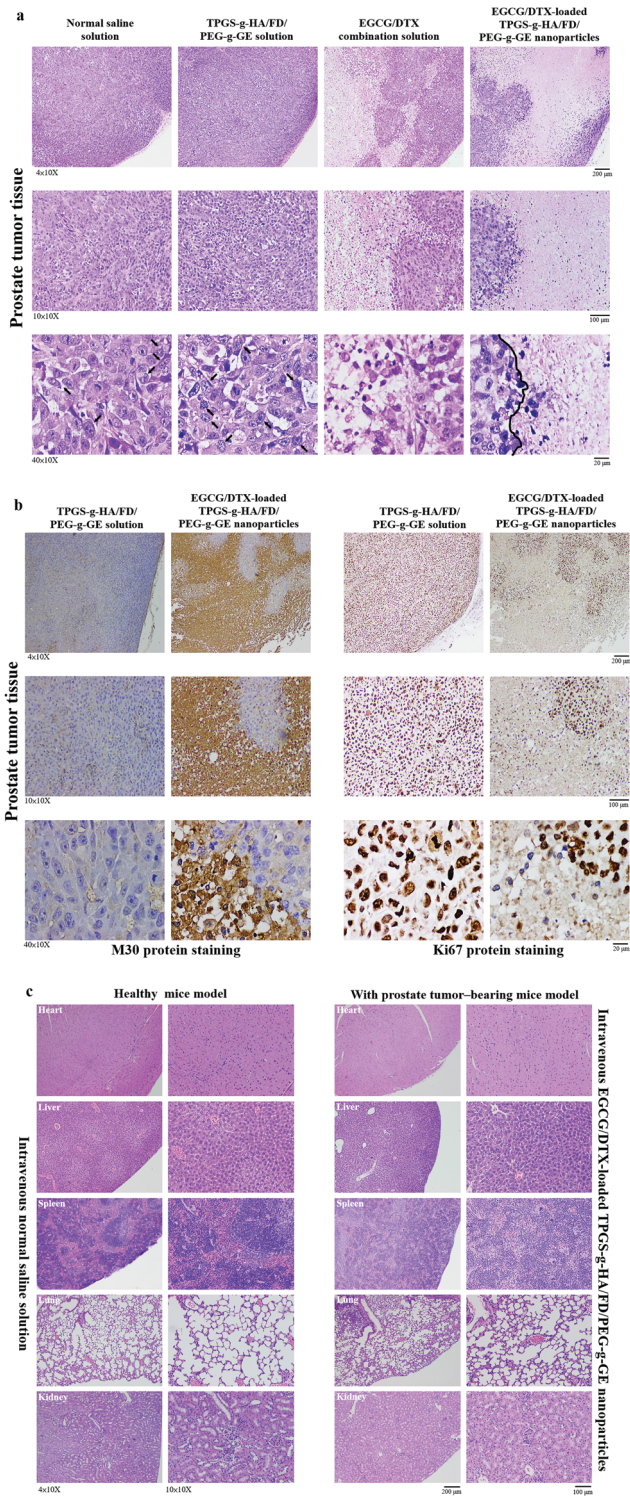 a
Normal saline
solution
TPGS-g-HA/FD/
PEG-g-GE solution
EGCG/DTX
combination solution
EGCG/DTX-loaded
TPGS-g-HA/FD/
PEG-g-GE nanoparticles
Prostate tumor tissue
4x10X
200 µm
10x10X
100 µm
40x10X
20 µm
b
TPGS-g-HA/FD/
PEG-g-GE solution
EGCG/DTX-loaded
TPGS-g-HA/FD/
PEG-g-GE nanoparticles
TPGS-g-HA/FD/
PEG-g-GE solution
EGCG/DTX-loaded
TPGS-g-HA/FD/
PEG-g-GE nanoparticles
Prostate tumor tissue
4x10X
200 µm
10x10X
100 µm
40x10X
20 µm
M30 protein staining
Ki67 protein staining
c
Healthy mice model
With prostate tumor–bearing mice model
Intravenous normal saline solution
Heart
Liver
Spleen
Lung
Kidney
4x10X
10x10X
Heart
Liver
Spleen
Lung
Kidney
200 µm
100 µm
Intravenous EGCG/DTX-loaded TPGS-g-HA/FD/PEG-g-GE nanoparticles